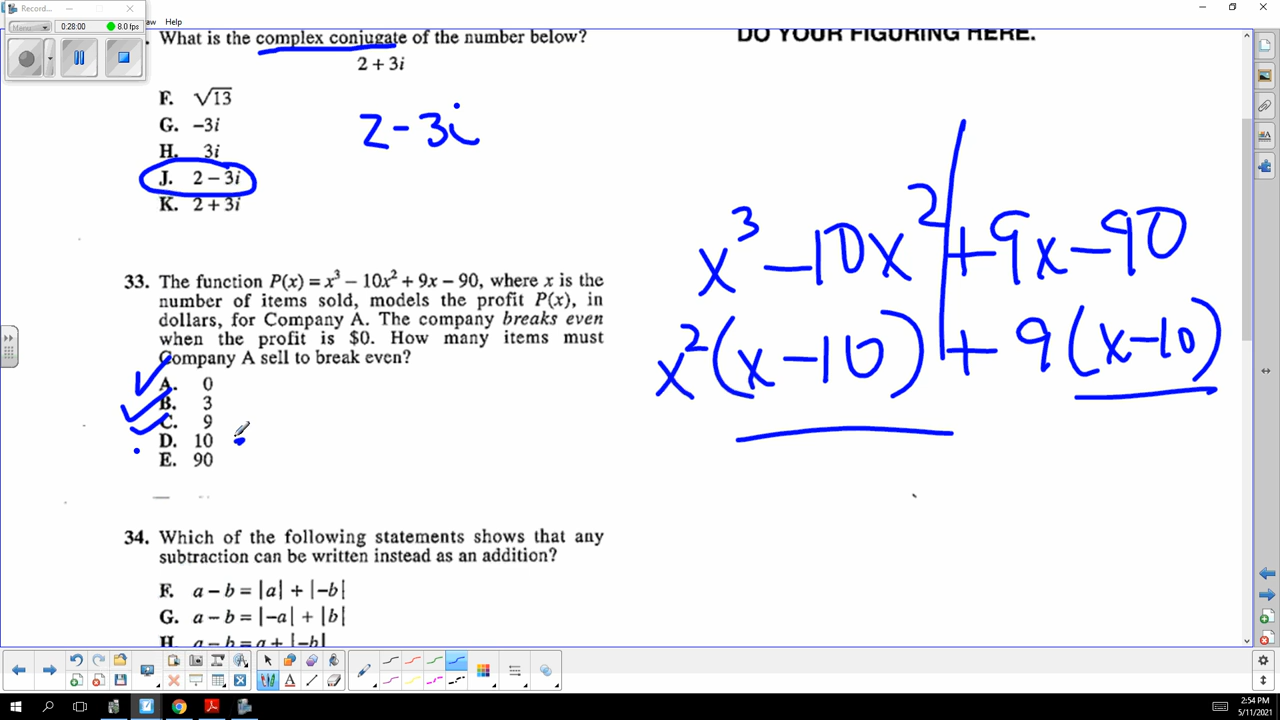 Record...
Menu
0:28:00
8.0 fps
aw Help
What is the complex conjugate of the number below?
2 + 3i
F. √13
G. −3i
H. 3i
J. 2 − 3i
K. 2 + 3i
2 - 3i
DO YOUR FIGURING HERE.
33. The function P(x) = x³ − 10x² + 9x − 90, where x is the
number of items sold, models the profit P(x), in
dollars, for Company A. The company breaks even
when the profit is $0. How many items must
Company A sell to break even?
A. 0
B. 3
C. 9
D. 10
E. 90
x³ − 10x² + 9x − 90
x²(x − 10) + 9(x − 10)
34. Which of the following statements shows that any
subtraction can be written instead as an addition?
F. a − b = |a| + |−b|
G. a − b = |−a| + |b|
H. a − b = a + |−b|
2:54 PM
5/11/2021